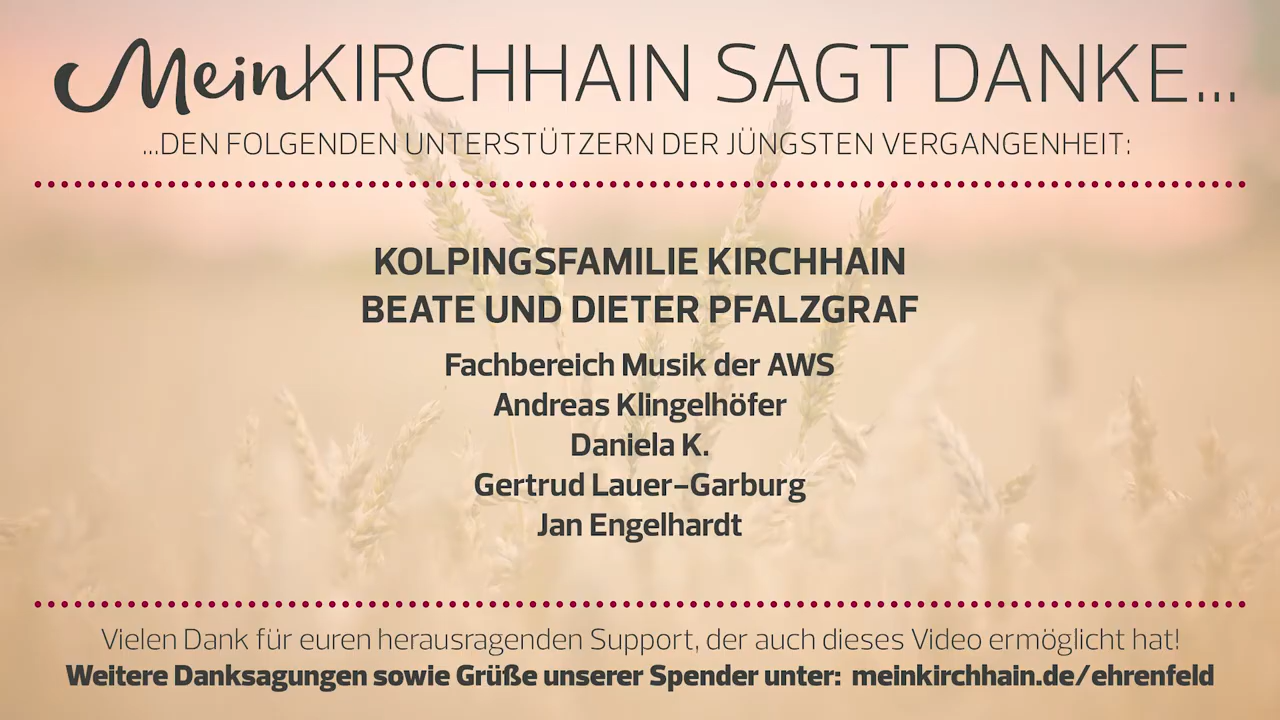 MeinKIRCHHAIN SAGT DANKE...
...DEN FOLGENDEN UNTERSTÜTZERN DER JÜNGSTEN VERGANGENHEIT:
KOLPINGSFAMILIE KIRCHHAIN
BEATE UND DIETER PFALZGRAF
Fachbereich Musik der AWS
Andreas Klingelhöfer
Daniela K.
Gertrud Lauer-Garburg
Jan Engelhardt
Vielen Dank für euren herausragenden Support, der auch dieses Video ermöglicht hat!
Weitere Danksagungen sowie Grüße unserer Spender unter: meinkirchhain.de/ehrenfeld